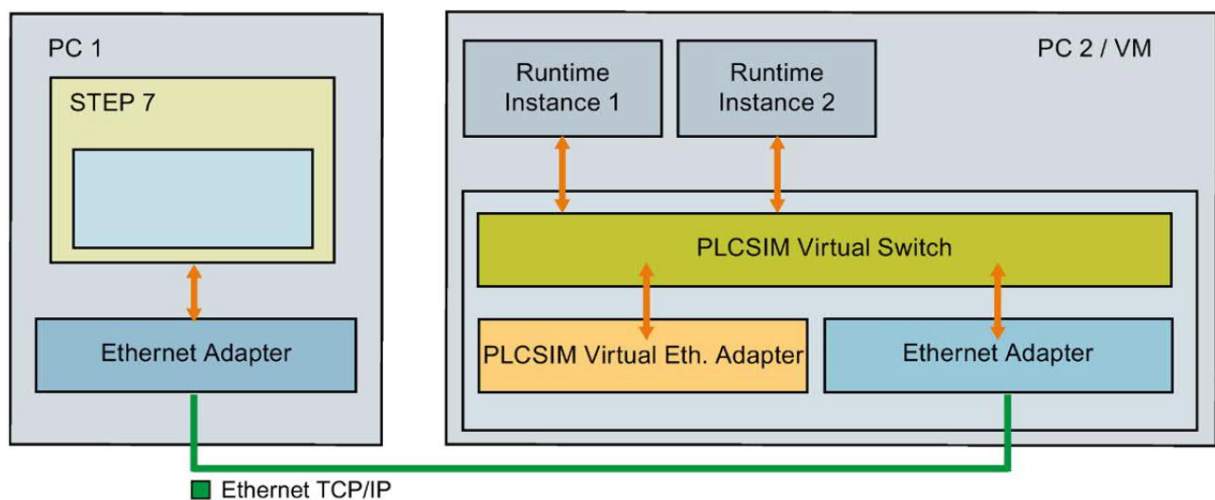 PC 1
STEP 7
Ethernet Adapter
PC 2 / VM
Runtime
Instance 1
Runtime
Instance 2
PLCSIM Virtual Switch
PLCSIM Virtual Eth. Adapter
Ethernet Adapter
Ethernet TCP/IP